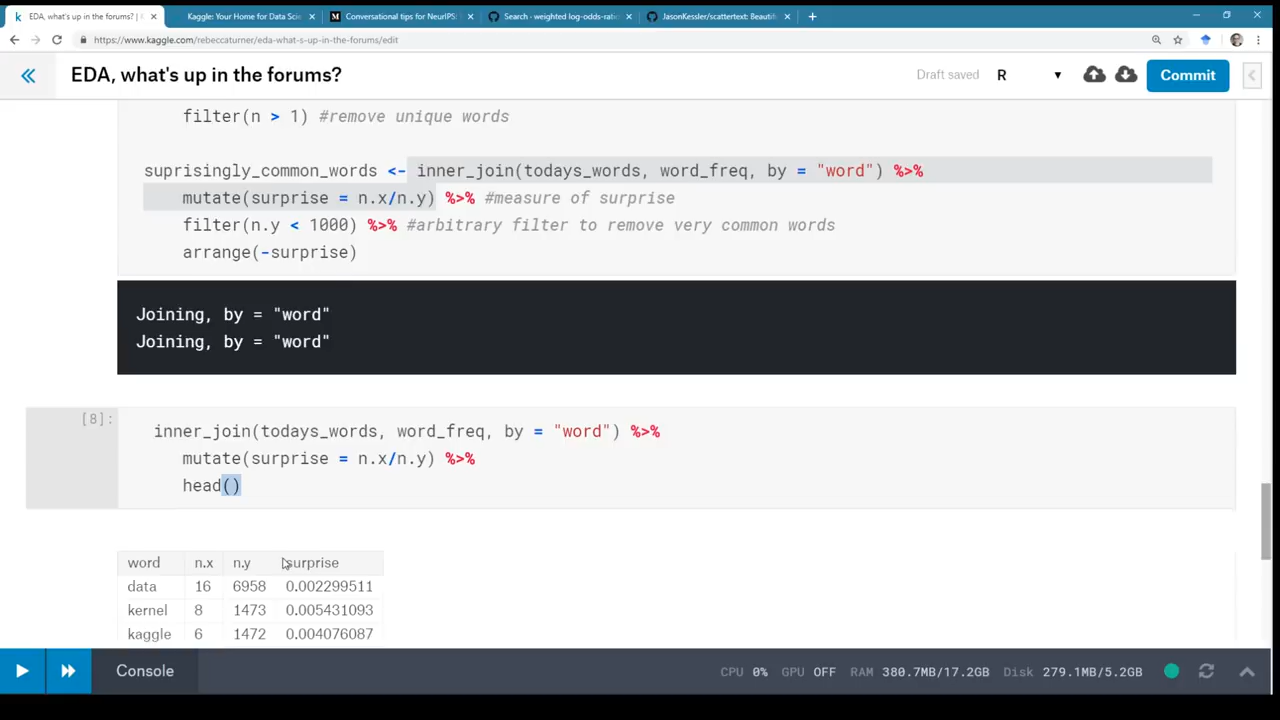 EDA, what's up in the forums? | (
Kaggle: Your Home for Data Scie
Conversational tips for NeurIPS:
Search · weighted log-odds-ratio
JasonKessler/scattertext: Beautif
https://www.kaggle.com/rebeccaturner/eda-what-s-up-in-the-forums/edit
EDA, what's up in the forums?
Draft saved
R
Commit
filter(n > 1) #remove unique words
suprisingly_common_words <- inner_join(todays_words, word_freq, by = "word") %>%
mutate(surprise = n.x/n.y) %>% #measure of surprise
filter(n.y < 1000) %>% #arbitrary filter to remove very common words
arrange(-surprise)
Joining, by = "word"
Joining, by = "word"
[8]:
inner_join(todays_words, word_freq, by = "word") %>%
mutate(surprise = n.x/n.y) %>%
head()
word n.x n.y surprise
data 16 6958 0.002299511
kernel 8 1473 0.005431093
kaggle 6 1472 0.004076087
Console
CPU 0% GPU OFF RAM 380.7MB/17.2GB Disk 279.1MB/5.2GB